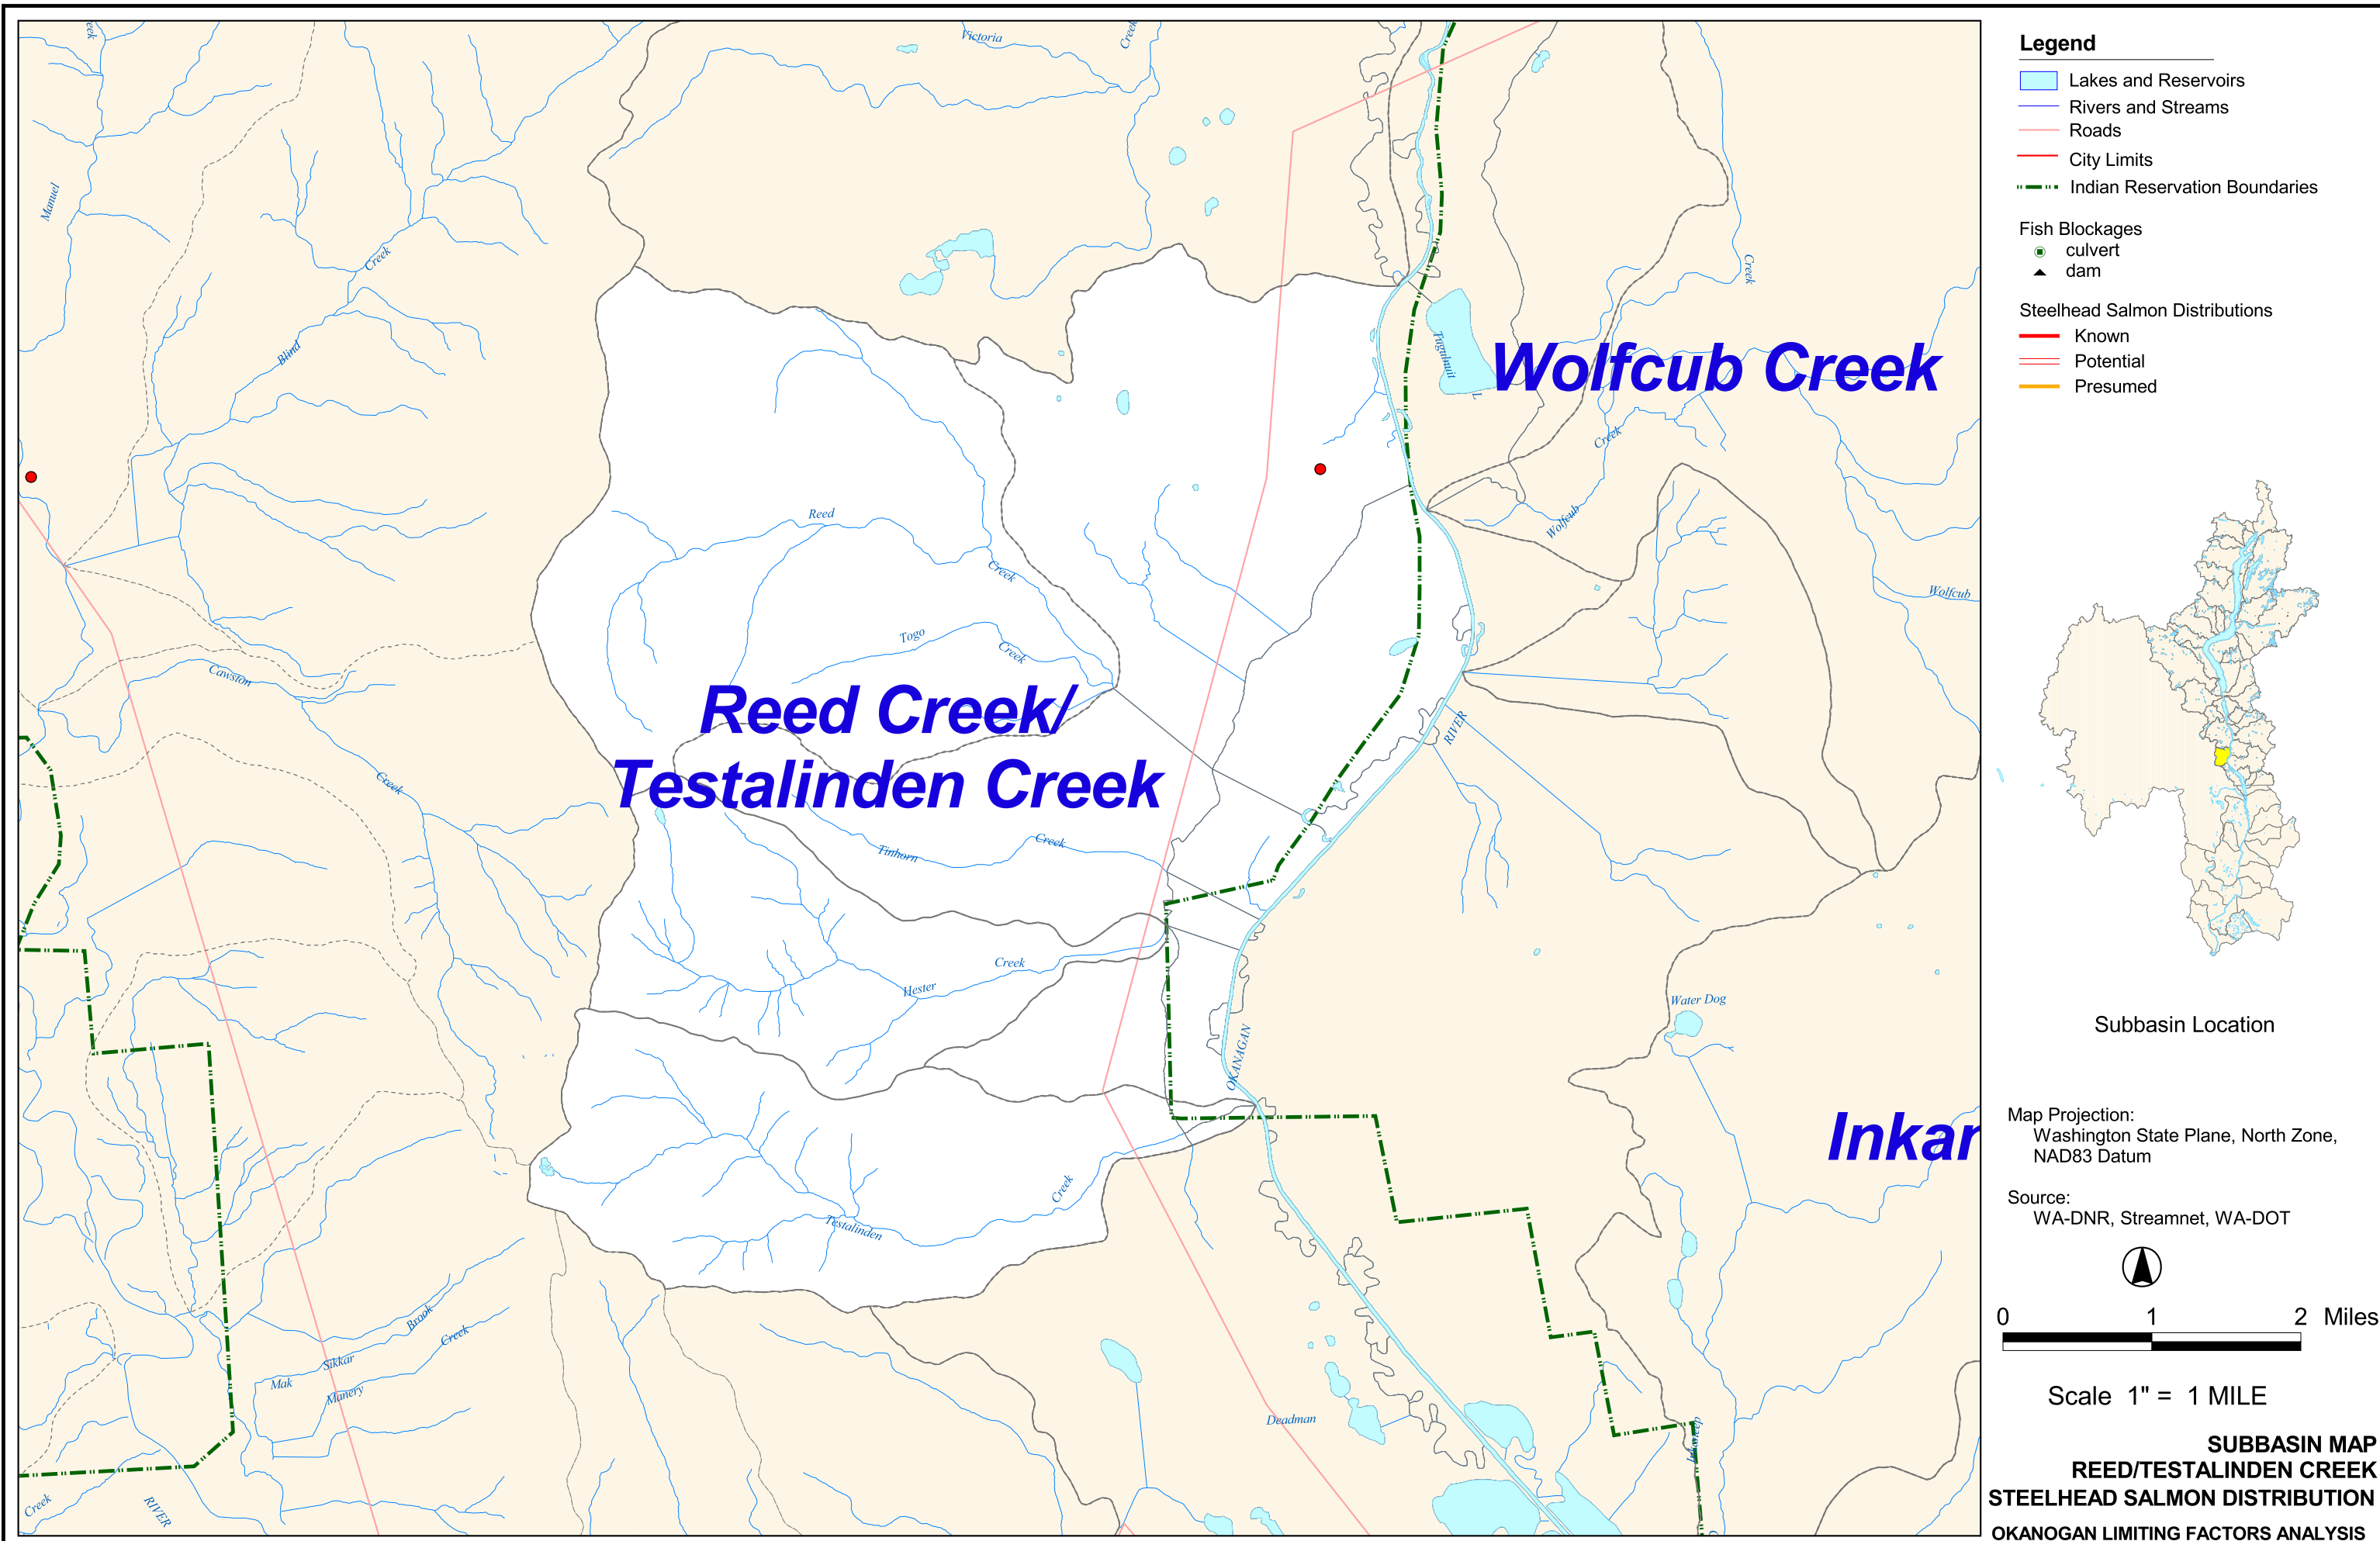 Creek
Victoria
Creek
Manuel
Creek
Blind
Creek
Tugulnuit
L
Wolfcub Creek
Creek
Wolfcub
Wolfcub
Reed
Creek
Togo
Creek
Cawston
Creek
Reed Creek/
Testalinden Creek
RIVER
Tinhorn
Creek
Hester
Creek
OKANAGAN
Water Dog
Inkar
Creek
Testalinden
Sikkar
Brook
Mak
Manery
Creek
Deadman
Inkaneep
Creek
RIVER
C
Legend
Lakes and Reservoirs
Rivers and Streams
Roads
City Limits
Indian Reservation Boundaries
Fish Blockages
culvert
dam
Steelhead Salmon Distributions
Known
Potential
Presumed
Subbasin Location
Map Projection:
Washington State Plane, North Zone,
NAD83 Datum
Source:
WA-DNR, Streamnet, WA-DOT
0 1 2 Miles
Scale 1" = 1 MILE
SUBBASIN MAP
REED/TESTALINDEN CREEK
STEELHEAD SALMON DISTRIBUTION
OKANOGAN LIMITING FACTORS ANALYSIS